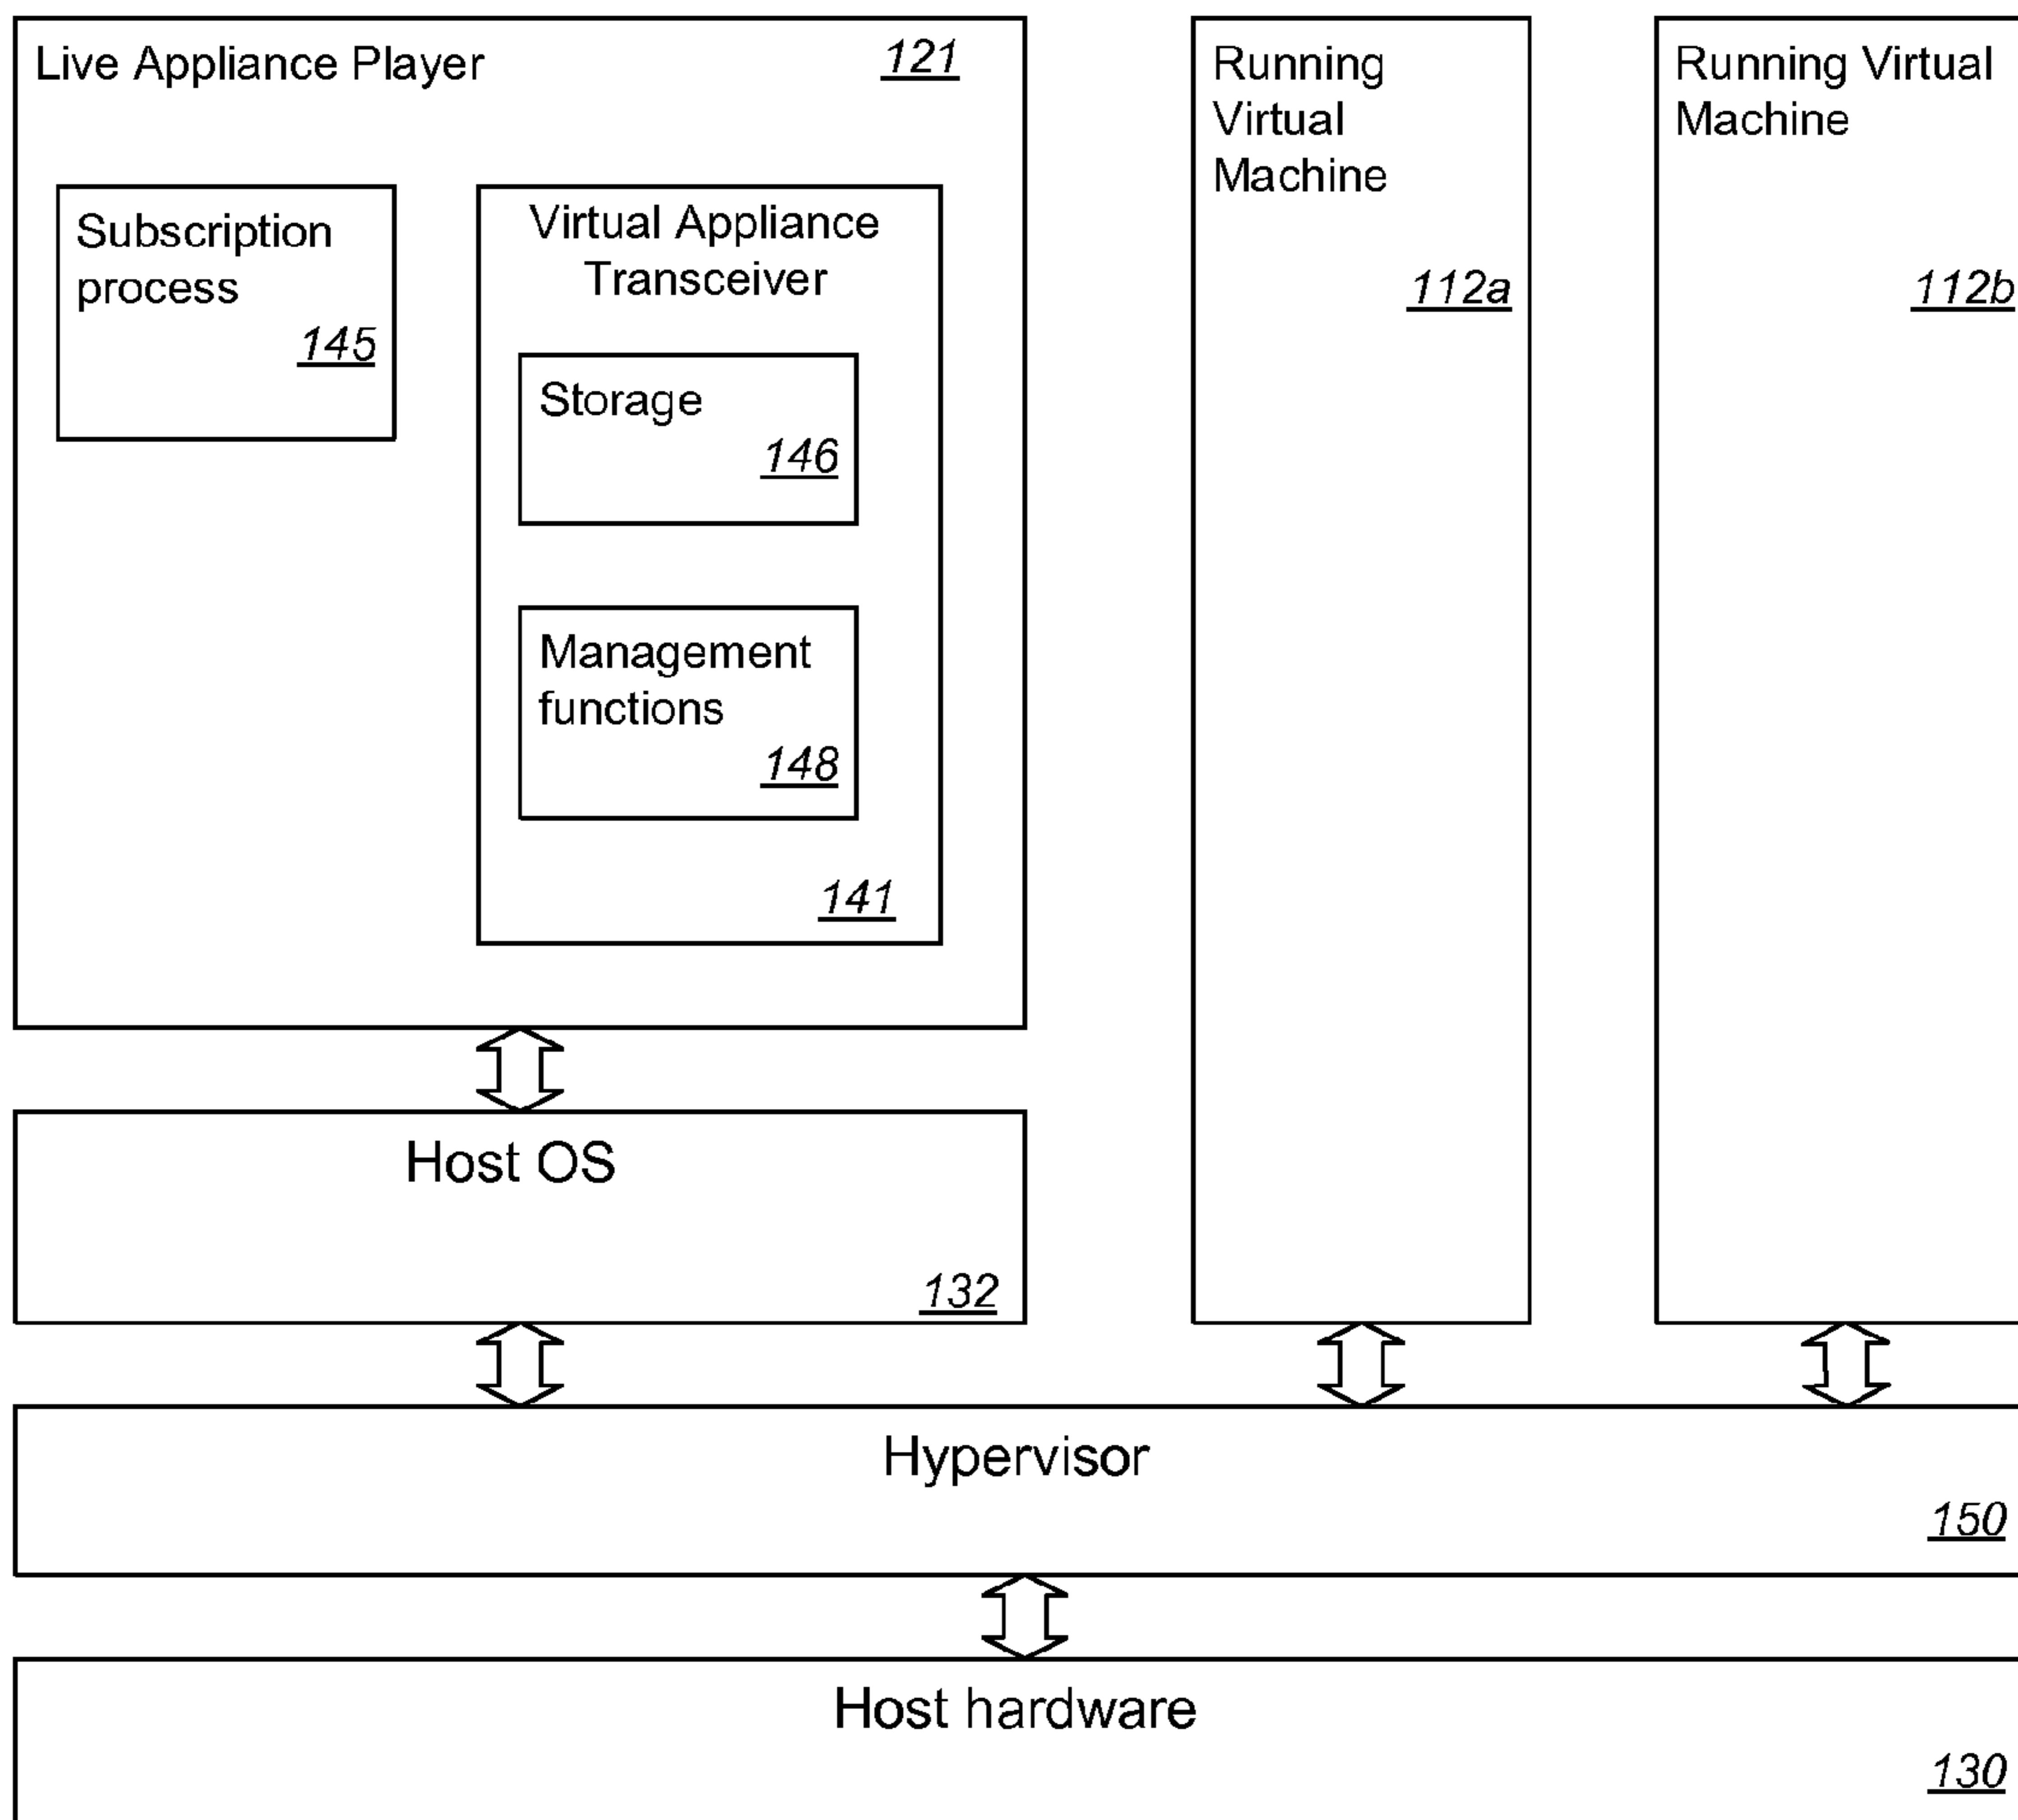 Live Appliance Player
121
Subscription
process
145
Virtual Appliance
Transceiver
Storage
146
Management
functions
148
141
Running
Virtual
Machine
112a
Running Virtual
Machine
112b
Host OS
132
Hypervisor
150
Host hardware
130